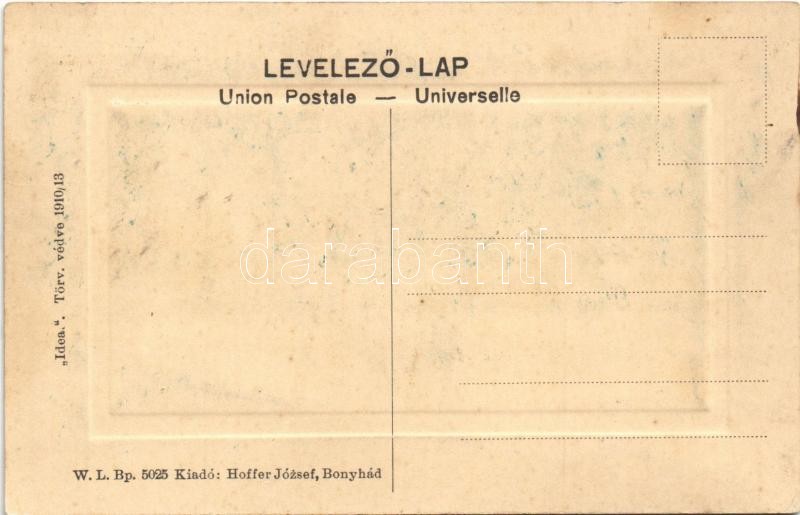 LEVELEZŐ-LAP
Union Postale — Universelle
„Idea.“. Törv. védve 1910/13
darabanth
W. L. Bp. 5025 Kiadó: Hoffer József, Bonyhád